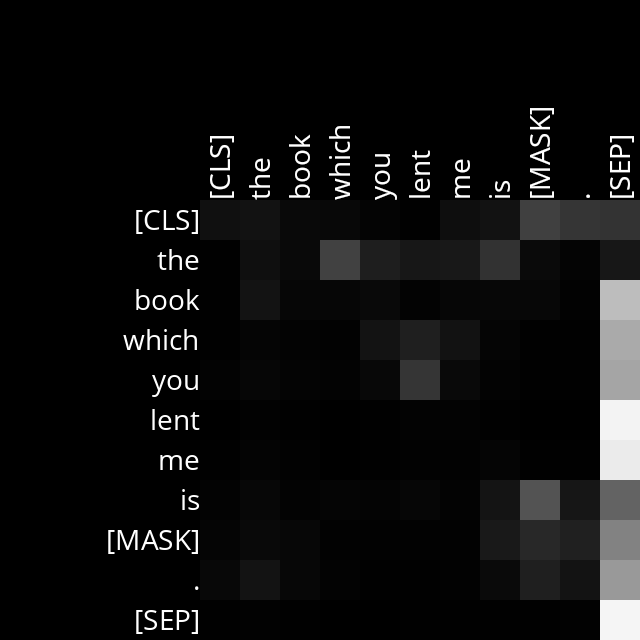 [CLS] the book which you lent me is [MASK] . [SEP]
[CLS]
the
book
which
you
lent
me
is
[MASK]
.
[SEP]